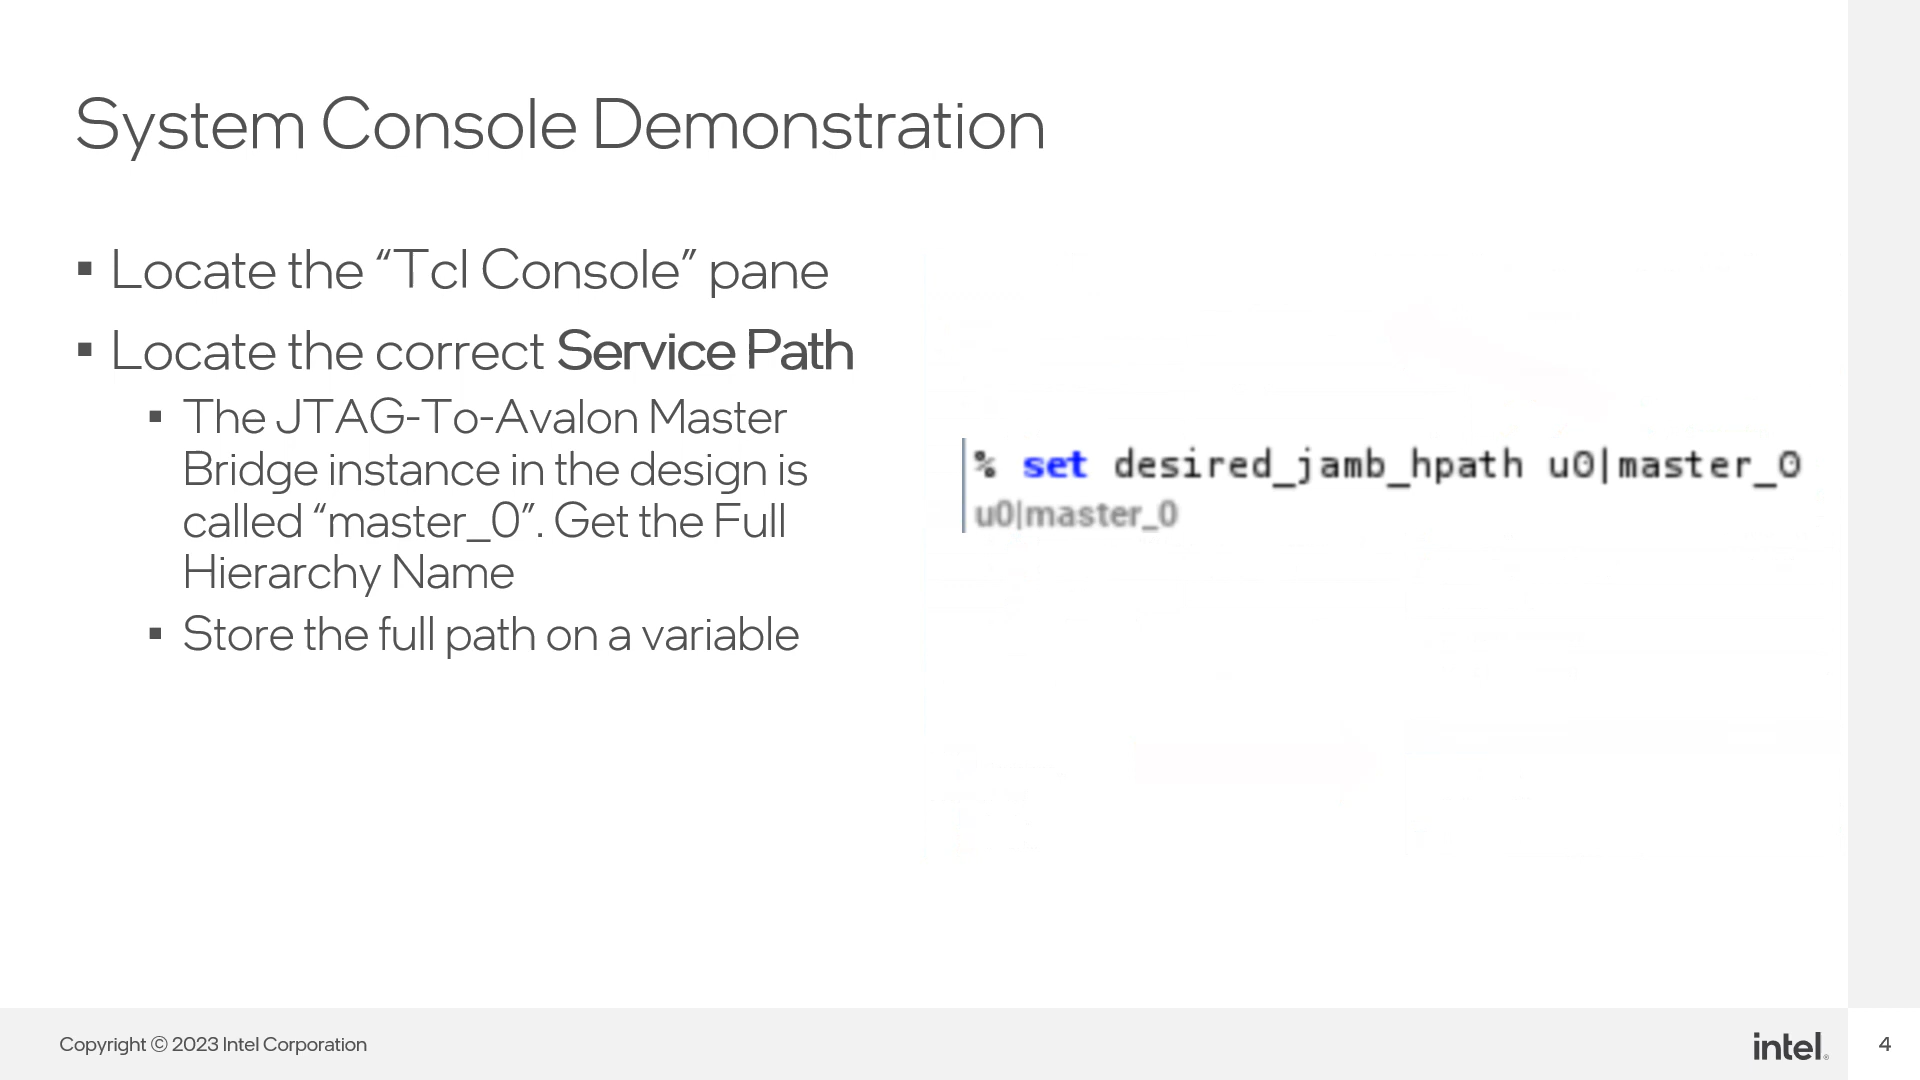 System Console Demonstration
▪ Locate the “Tcl Console” pane
▪ Locate the correct Service Path
▪ The JTAG-To-Avalon Master
Bridge instance in the design is
called “master_0”. Get the Full
Hierarchy Name
▪ Store the full path on a variable
% set desired_jamb_hpath u0|master_0
u0|master_0
Copyright © 2023 Intel Corporation
intel®
4